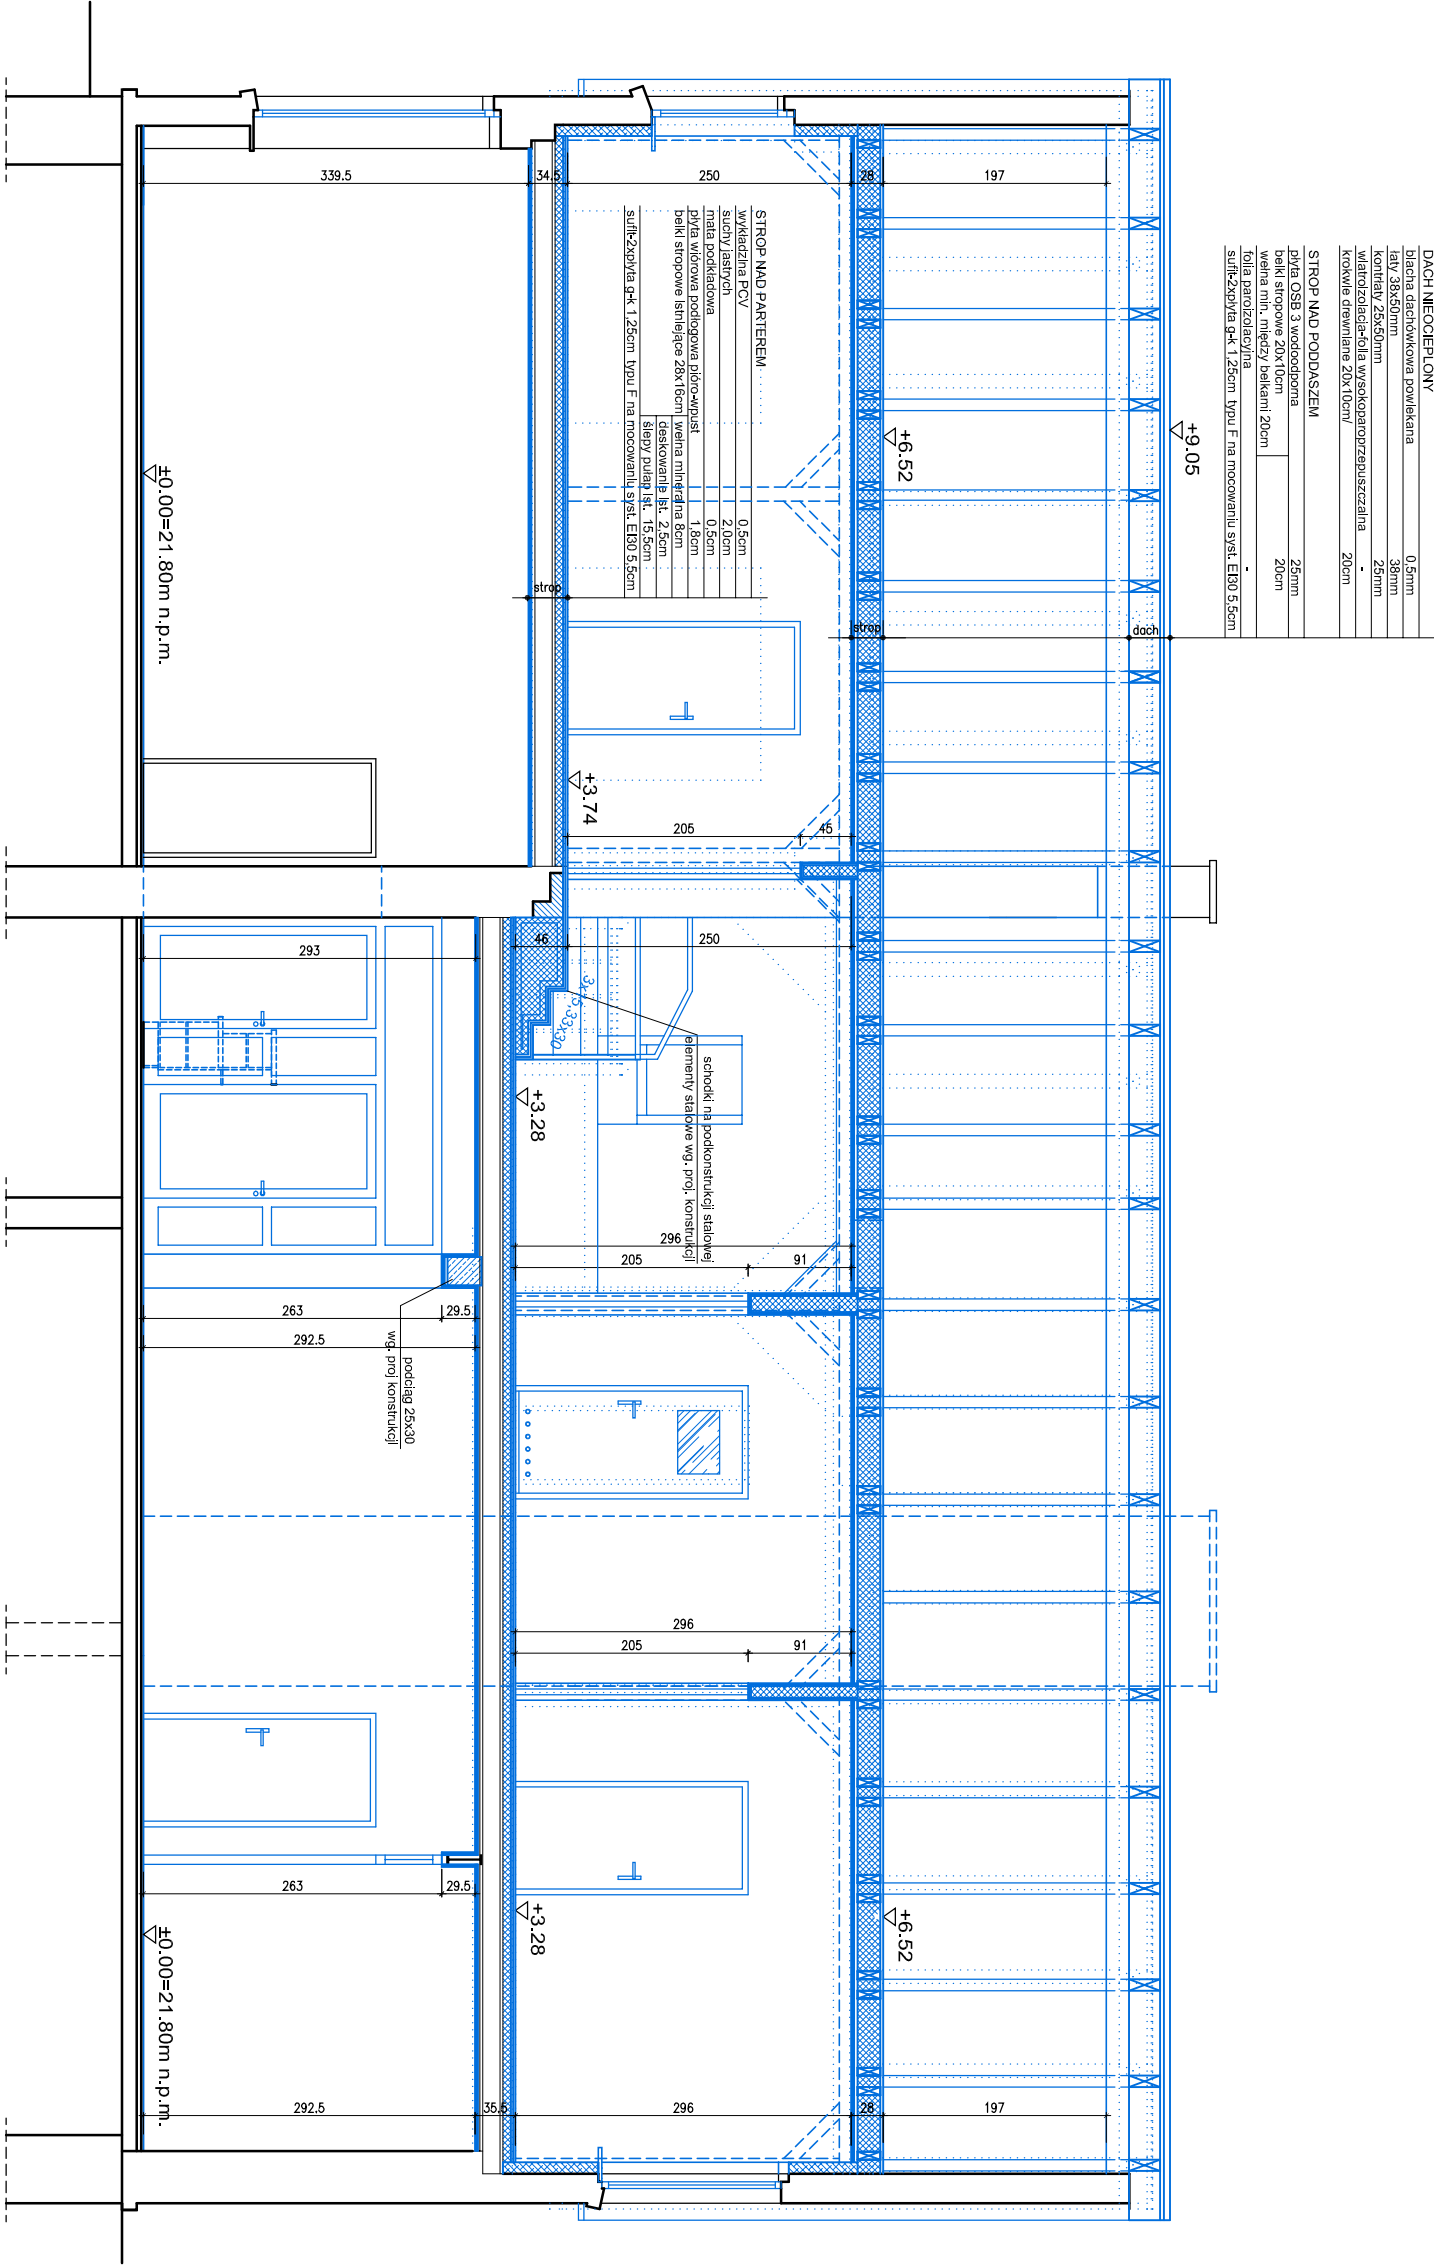 DACH NIEOCIEPLONY
blacha dachówkowa powlekana 0,5mm
łaty 38x50mm 38mm
kontrłaty 25x50mm 25mm
wiatroizolacja-folia wysokoparoprzepuszczalna -
krokwie drewniane 20x10cm/ 20cm
STROP NAD PODDASZEM
płyta OSB 3 wodoodporna 25mm
belki stropowe 20x10cm 20cm
wełna min. między belkami 20cm
folia paroizolacyjna -
sufit-2xpłyta g-k 1,25cm typu F na mocowaniu syst. EI30 5,5cm
+9.05
dach
+6.52
+6.52
197
28
250
34.5
339.5
strop
STROP NAD PARTEREM
wykładzina PCV 0,5cm
suchy jastrych 2,0cm
mata podkładowa 0,5cm
płyta wiórowa podłogowa pióro-wpust 1,8cm
belki stropowe istniejące 28x16cm wełna mineralna 8cm
deskowanie ist. 2,5cm
ślepy pułap ist. 15,5cm
sufit-2xpłyta g-k 1,25cm typu F na mocowaniu syst. EI30 5,5cm
strop
+3.74
205
45
46
250
3x15,33x30
schodki na podkonstrukcji stalowej
elementy stalowe wg. proj. konstrukcji
+3.28
296
205
91
296
205
91
+3.28
197
28
296
35.5
292.5
±0.00=21.80m n.p.m.
293
263
29.5
292.5
podciąg 25x30
wg. proj konstrukcji
263
29.5
±0.00=21.80m n.p.m.